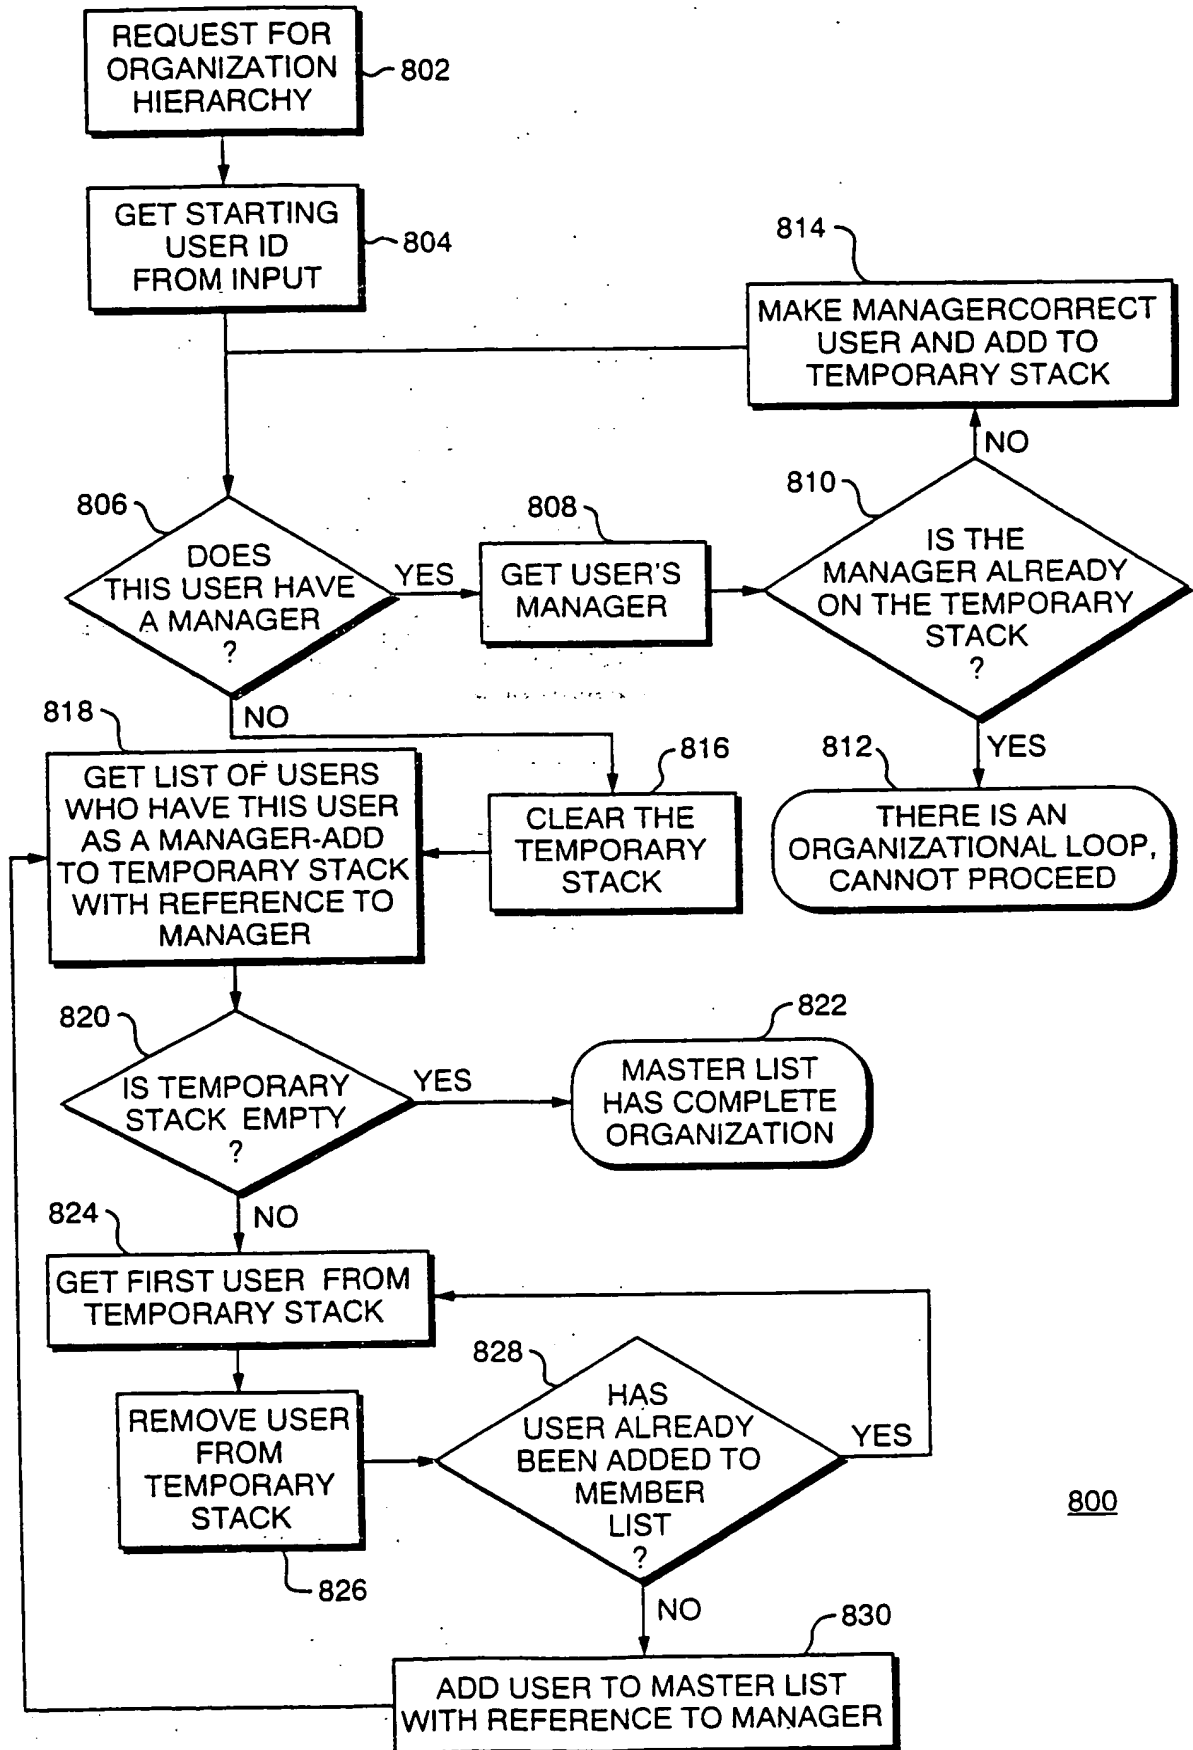 REQUEST FOR
ORGANIZATION
HIERARCHY
802
GET STARTING
USER ID
FROM INPUT
804
814
MAKE MANAGERCORRECT
USER AND ADD TO
TEMPORARY STACK
NO
806
DOES
THIS USER HAVE
A MANAGER
?
YES
808
GET USER'S
MANAGER
810
IS THE
MANAGER ALREADY
ON THE TEMPORARY
STACK
?
NO
YES
818
GET LIST OF USERS
WHO HAVE THIS USER
AS A MANAGER-ADD
TO TEMPORARY STACK
WITH REFERENCE TO
MANAGER
816
CLEAR THE
TEMPORARY
STACK
812
THERE IS AN
ORGANIZATIONAL LOOP,
CANNOT PROCEED
820
IS TEMPORARY
STACK EMPTY
?
YES
822
MASTER LIST
HAS COMPLETE
ORGANIZATION
NO
824
GET FIRST USER FROM
TEMPORARY STACK
REMOVE USER
FROM
TEMPORARY
STACK
826
828
HAS
USER ALREADY
BEEN ADDED TO
MEMBER
LIST
?
YES
800
NO
830
ADD USER TO MASTER LIST
WITH REFERENCE TO MANAGER